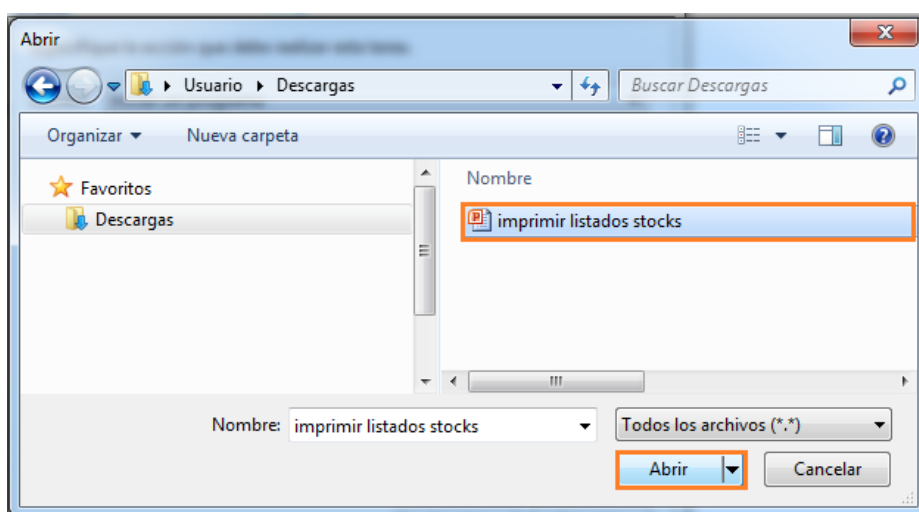 Abrir
Usuario Descargas
Buscar Descargas
Organizar
Nueva carpeta
Favoritos
Descargas
Nombre
imprimir listados stocks
Nombre: imprimir listados stocks
Todos los archivos (*.*)
Abrir
Cancelar